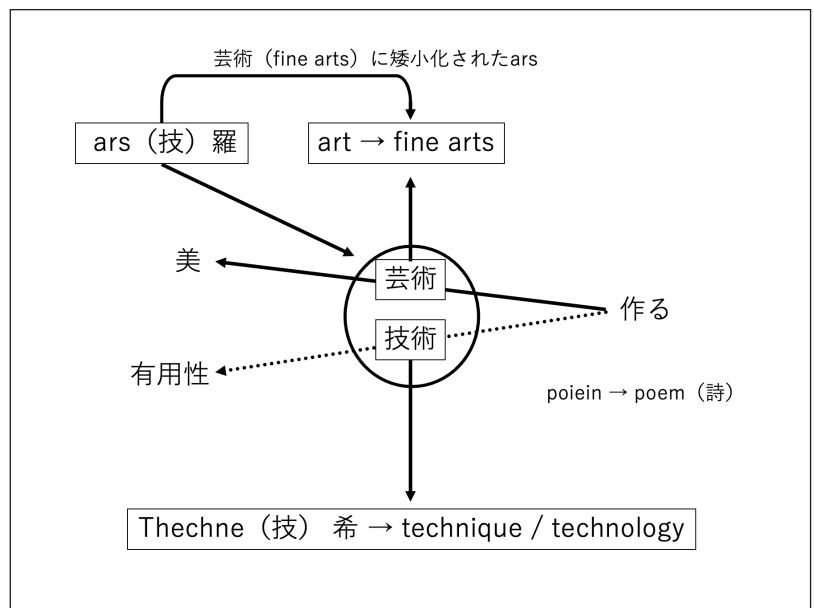 芸術（fine arts）に矮小化されたars
ars（技）羅
art → fine arts
美
芸術
作る
技術
有用性
poiein → poem（詩）
Thechne（技） 希 → technique / technology